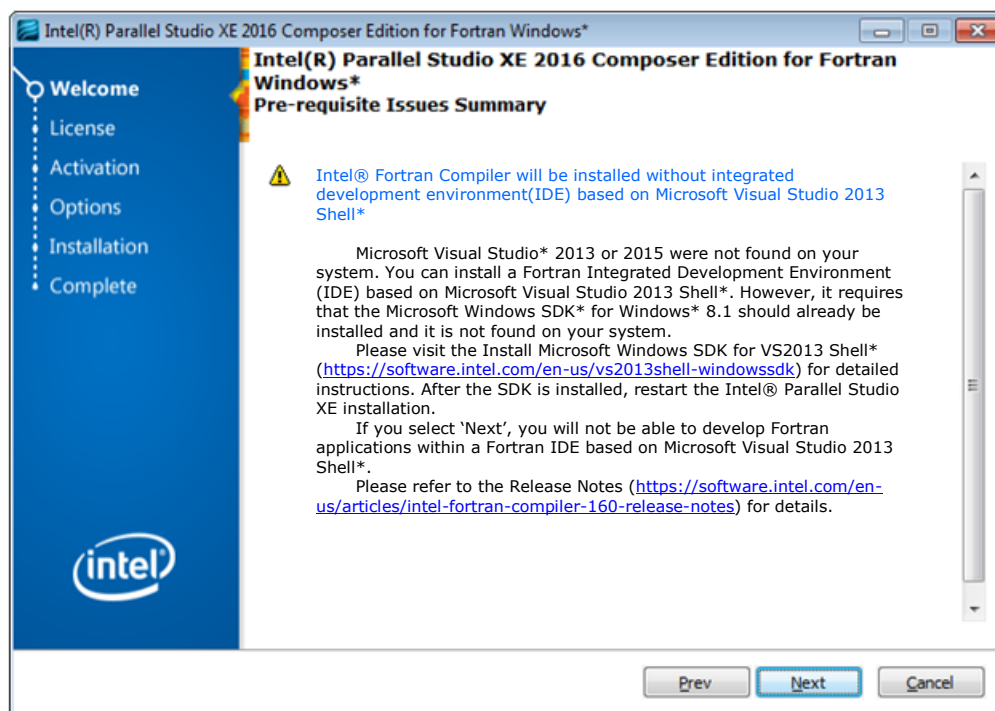 Intel(R) Parallel Studio XE 2016 Composer Edition for Fortran Windows*
Welcome
License
Activation
Options
Installation
Complete
intel
Intel(R) Parallel Studio XE 2016 Composer Edition for Fortran
Windows*
Pre-requisite Issues Summary
Intel® Fortran Compiler will be installed without integrated
development environment(IDE) based on Microsoft Visual Studio 2013
Shell*
Microsoft Visual Studio* 2013 or 2015 were not found on your
system. You can install a Fortran Integrated Development Environment
(IDE) based on Microsoft Visual Studio 2013 Shell*. However, it requires
that the Microsoft Windows SDK* for Windows* 8.1 should already be
installed and it is not found on your system.
Please visit the Install Microsoft Windows SDK for VS2013 Shell*
(https://software.intel.com/en-us/vs2013shell-windowssdk) for detailed
instructions. After the SDK is installed, restart the Intel® Parallel Studio
XE installation.
If you select ‘Next’, you will not be able to develop Fortran
applications within a Fortran IDE based on Microsoft Visual Studio 2013
Shell*.
Please refer to the Release Notes (https://software.intel.com/en-
us/articles/intel-fortran-compiler-160-release-notes) for details.
Prev
Next
Cancel